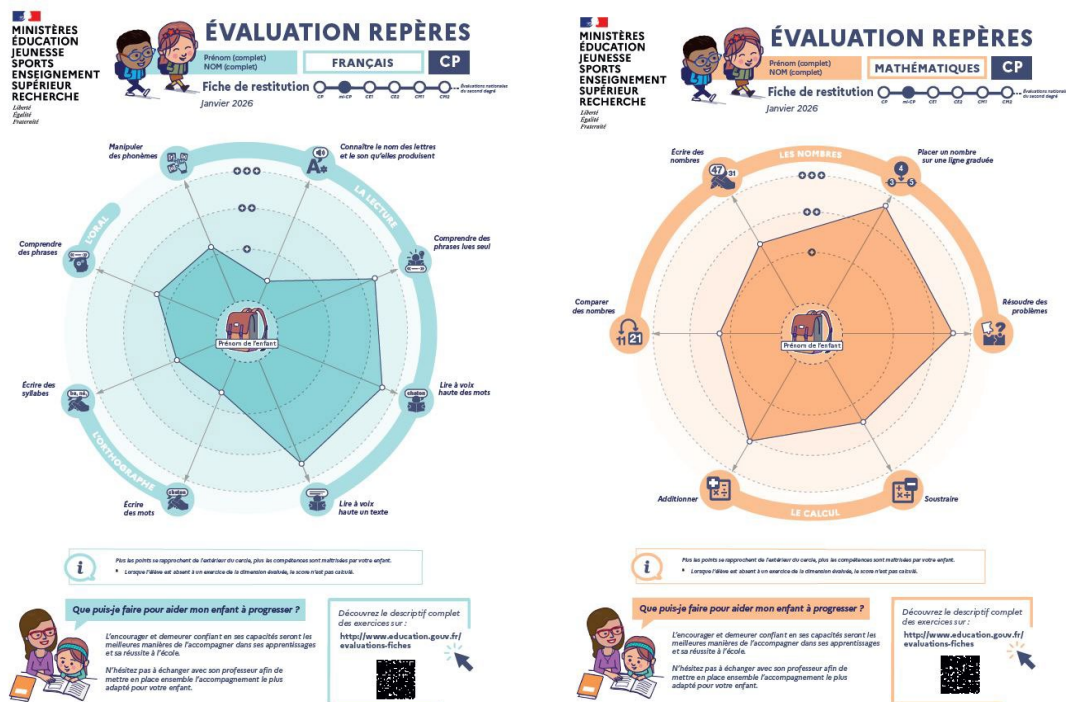 MINISTÈRES
ÉDUCATION
JEUNESSE
SPORTS
ENSEIGNEMENT
SUPÉRIEUR
RECHERCHE
Liberté
Égalité
Fraternité
ÉVALUATION REPÈRES
Prénom (complet)
NOM (complet)
FRANÇAIS
CP
Fiche de restitution
Janvier 2026
CP
mi-CP
CE1
CE2
CM1
CM2
Évaluations nationales
du second degré
Manipuler
des phonèmes
Connaître le nom des lettres
et le son qu'elles produisent
L'ORAL
LA LECTURE
Comprendre
des phrases
Comprendre des
phrases lues seul
Prénom de l'enfant
Écrire des
syllabes
Lire à voix
haute des mots
L'ORTHOGRAPHE
Écrire
des mots
Lire à voix
haute un texte
Plus les points se rapprochent de l'extérieur du cercle, plus les compétences sont maîtrisées par votre enfant.
* Lorsque l'élève est absent à un exercice de la dimension évaluée, le score n'est pas calculé.
Que puis-je faire pour aider mon enfant à progresser ?
L'encourager et demeurer confiant en ses capacités seront les
meilleures manières de l'accompagner dans ses apprentissages
et sa réussite à l'école.
N'hésitez pas à échanger avec son professeur afin de
mettre en place ensemble l'accompagnement le plus
adapté pour votre enfant.
Découvrez le descriptif complet
des exercices sur :
http://www.education.gouv.fr/
evaluations-fiches
MINISTÈRES
ÉDUCATION
JEUNESSE
SPORTS
ENSEIGNEMENT
SUPÉRIEUR
RECHERCHE
Liberté
Égalité
Fraternité
ÉVALUATION REPÈRES
Prénom (complet)
NOM (complet)
MATHÉMATIQUES
CP
Fiche de restitution
Janvier 2026
CP
mi-CP
CE1
CE2
CM1
CM2
Évaluations nationales
du second degré
Écrire des
nombres
47
31
LES NOMBRES
Placer un nombre
sur une ligne graduée
4
3 5
Comparer
des nombres
11 21
Résoudre des
problèmes
Prénom de l'enfant
Additionner
LE CALCUL
Soustraire
Plus les points se rapprochent de l'extérieur du cercle, plus les compétences sont maîtrisées par votre enfant.
* Lorsque l'élève est absent à un exercice de la dimension évaluée, le score n'est pas calculé.
Que puis-je faire pour aider mon enfant à progresser ?
L'encourager et demeurer confiant en ses capacités seront les
meilleures manières de l'accompagner dans ses apprentissages
et sa réussite à l'école.
N'hésitez pas à échanger avec son professeur afin de
mettre en place ensemble l'accompagnement le plus
adapté pour votre enfant.
Découvrez le descriptif complet
des exercices sur :
http://www.education.gouv.fr/
evaluations-fiches